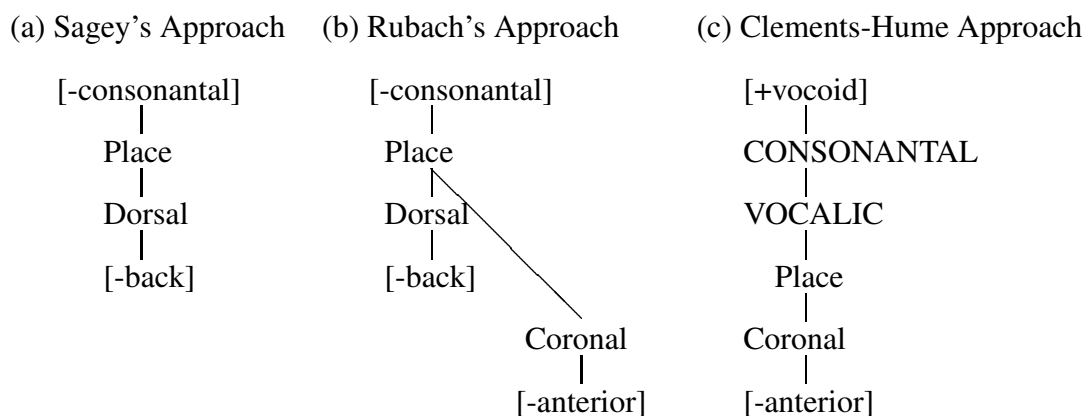 (a) Sagey's Approach (b) Rubach's Approach (c) Clements-Hume Approach
[-consonantal] [-consonantal] [+vocoid]
Place Place CONSONANTAL
Dorsal Dorsal VOCALIC
[-back] [-back] Place
Coronal Coronal
[-anterior] [-anterior]